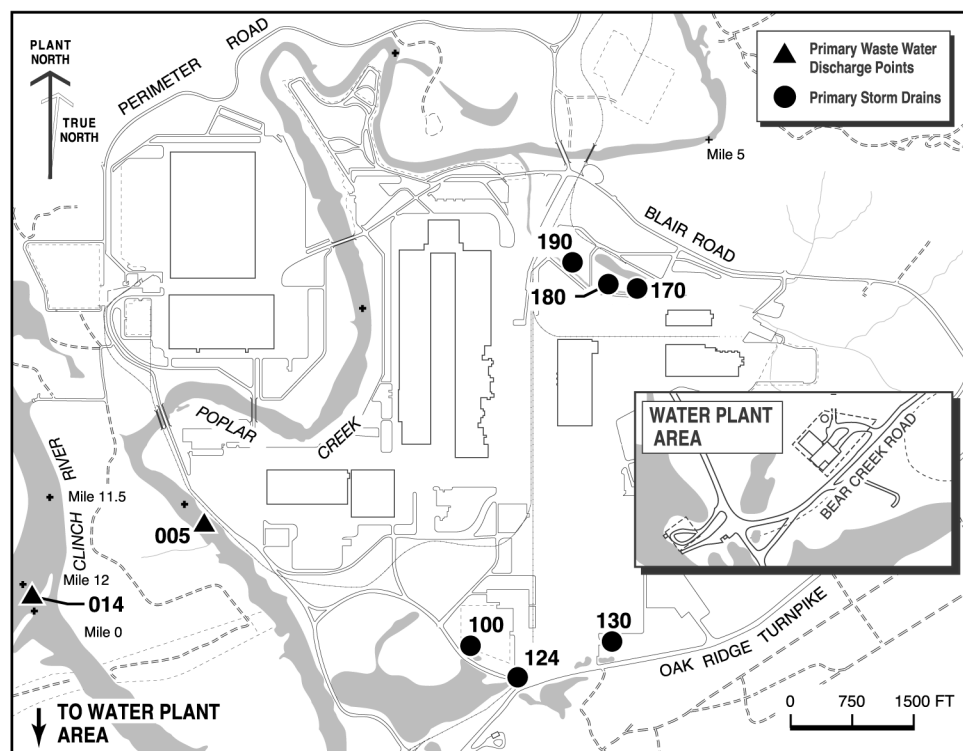 PLANT
NORTH
TRUE
NORTH
PERIMETER ROAD
Primary Waste Water
Discharge Points
Primary Storm Drains
Mile 5
BLAIR ROAD
190
180
170
POPLAR CREEK
WATER PLANT
AREA
BEAR CREEK ROAD
CLINCH RIVER
Mile 11.5
005
Mile 12
014
Mile 0
100
130
124
OAK RIDGE TURNPIKE
TO WATER PLANT
AREA
0 750 1500 FT